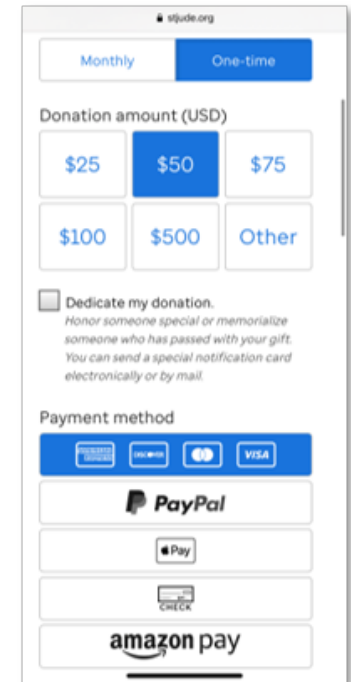 stjude.org
Monthly One-time
Donation amount (USD)
$25 $50 $75
$100 $500 Other
Dedicate my donation.
Honor someone special or memorialize
someone who has passed with your gift.
You can send a special notification card
electronically or by mail.
Payment method
DISCOVER VISA
PayPal
Pay
CHECK
amazon pay